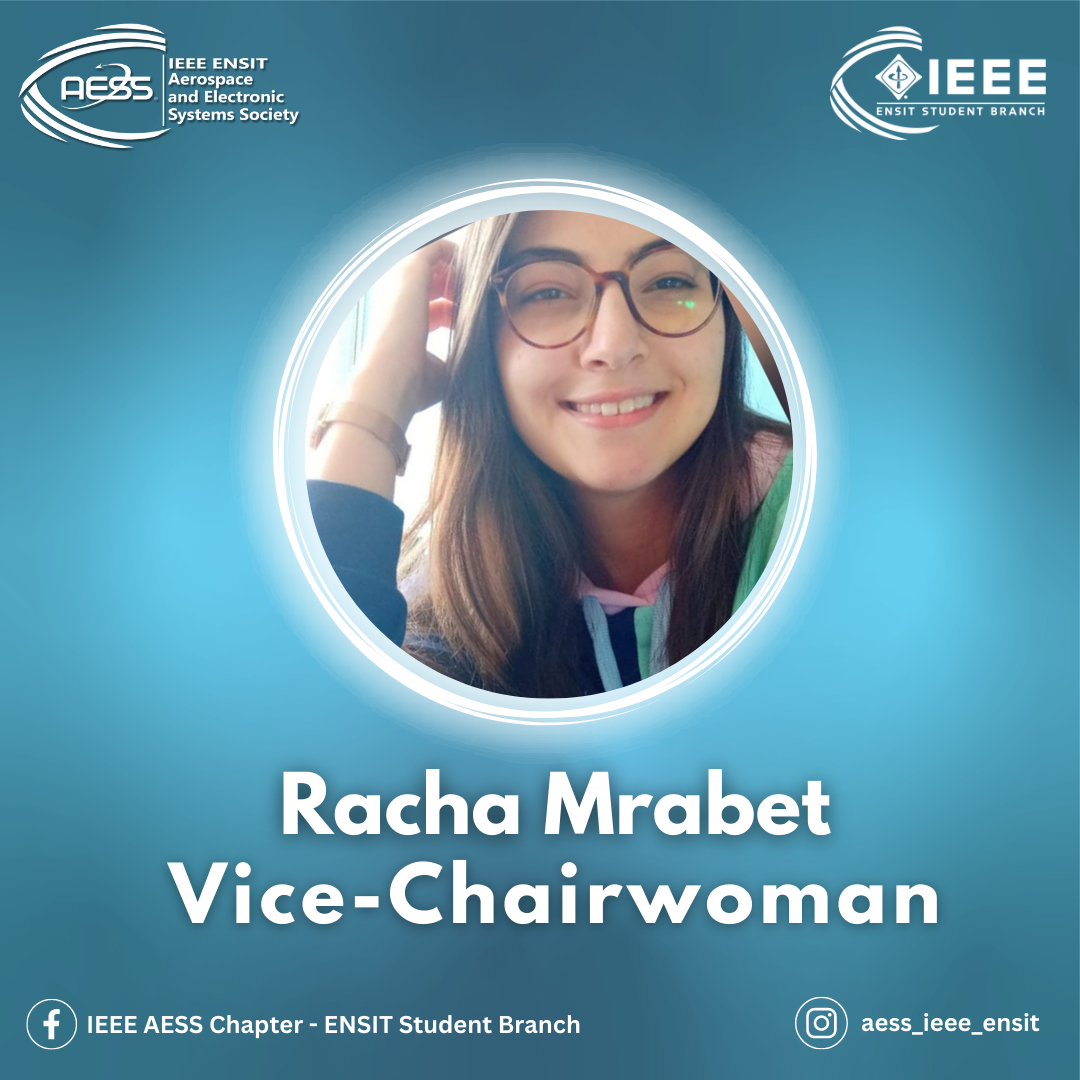 AESS
IEEE ENSIT
Aerospace
and Electronic
Systems Society
IEEE
ENSIT STUDENT BRANCH
Racha Mrabet
Vice-Chairwoman
IEEE AESS Chapter - ENSIT Student Branch
aess_ieee_ensit